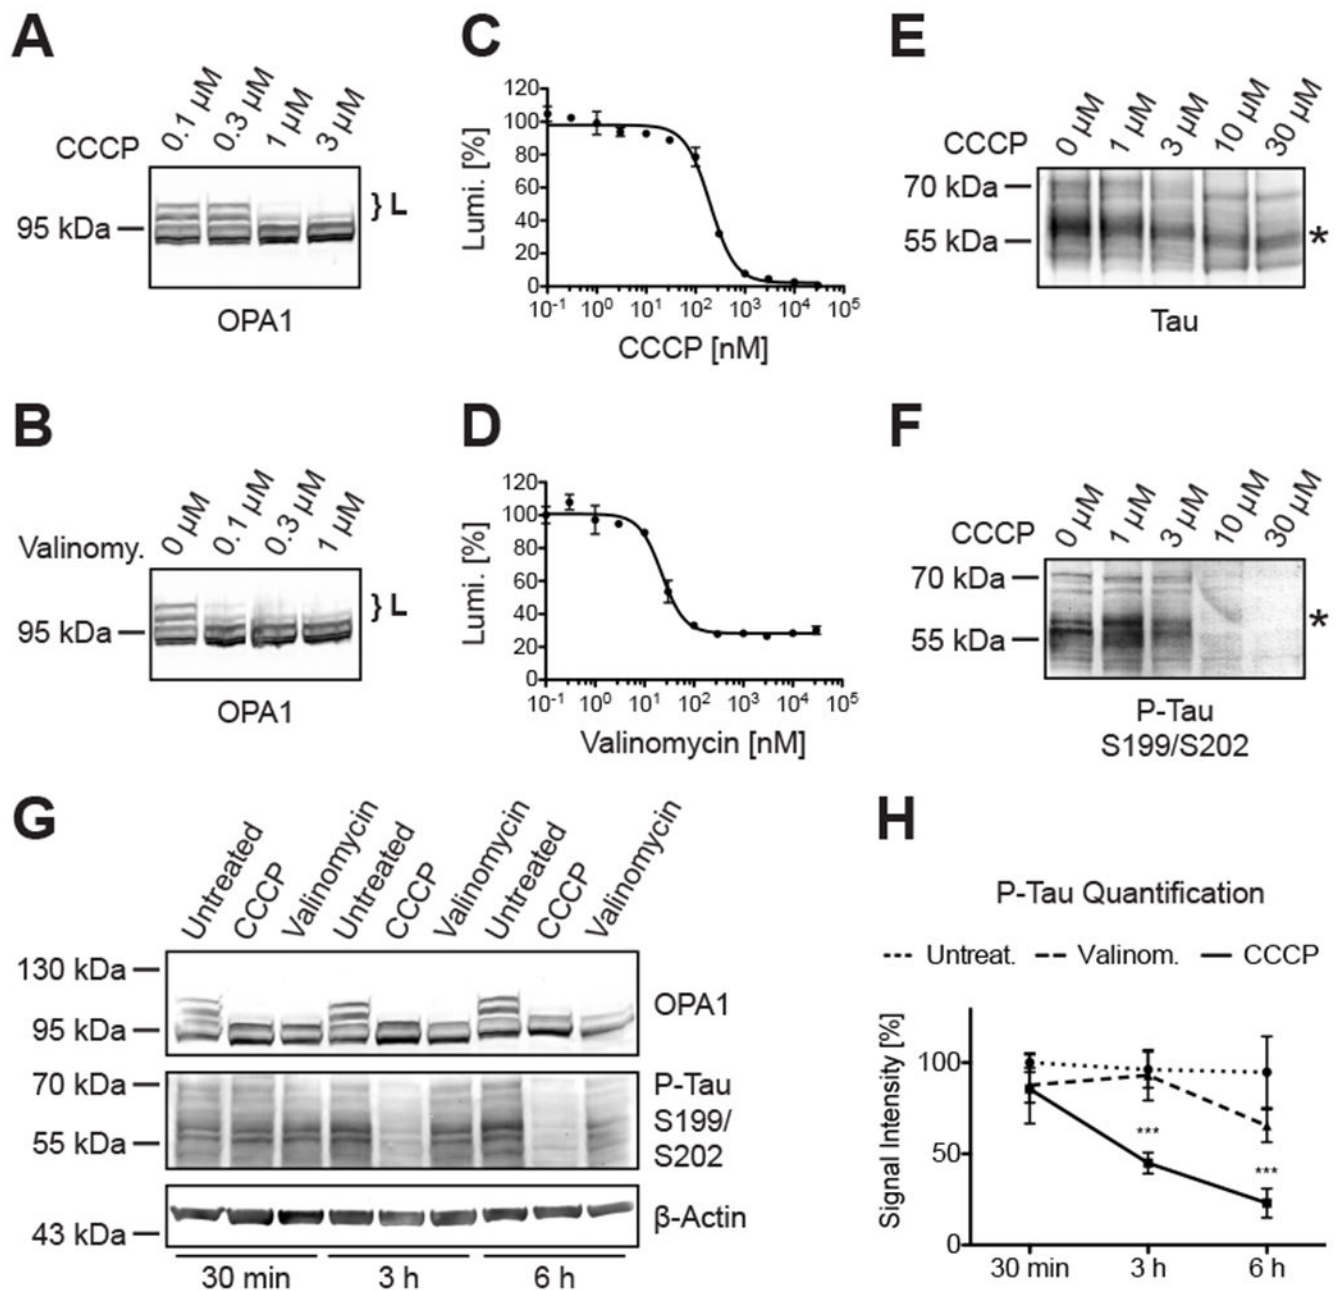 A
CCCP
0.1 µM
0.3 µM
1 µM
3 µM
95 kDa
} L
OPA1
C
Lumi. [%]
120
100
80
60
40
20
0
10⁻¹ 10⁰ 10¹ 10² 10³ 10⁴ 10⁵
CCCP [nM]
E
CCCP
0 µM
1 µM
3 µM
10 µM
30 µM
70 kDa
55 kDa
*
Tau
B
Valinomy.
0 µM
0.1 µM
0.3 µM
1 µM
95 kDa
} L
OPA1
D
Lumi. [%]
120
100
80
60
40
20
0
10⁻¹ 10⁰ 10¹ 10² 10³ 10⁴ 10⁵
Valinomycin [nM]
F
CCCP
0 µM
1 µM
3 µM
10 µM
30 µM
70 kDa
55 kDa
*
P-Tau
S199/S202
G
Untreated
CCCP
Valinomycin
Untreated
CCCP
Valinomycin
Untreated
CCCP
Valinomycin
130 kDa
95 kDa
OPA1
70 kDa
55 kDa
P-Tau
S199/
S202
43 kDa
β-Actin
30 min
3 h
6 h
H
P-Tau Quantification
Untreat. Valinom. CCCP
Signal Intensity [%]
100
50
0
***
***
30 min 3 h 6 h